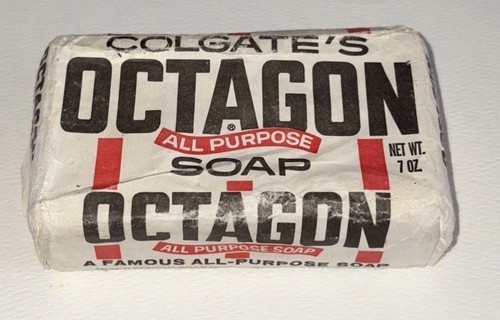 COLGATE'S
OCTAGON
®
ALL PURPOSE
SOAP
NET WT.
7 OZ.
OCTAGON
ALL PURPOSE SOAP
A FAMOUS ALL-PURPOSE SOAP